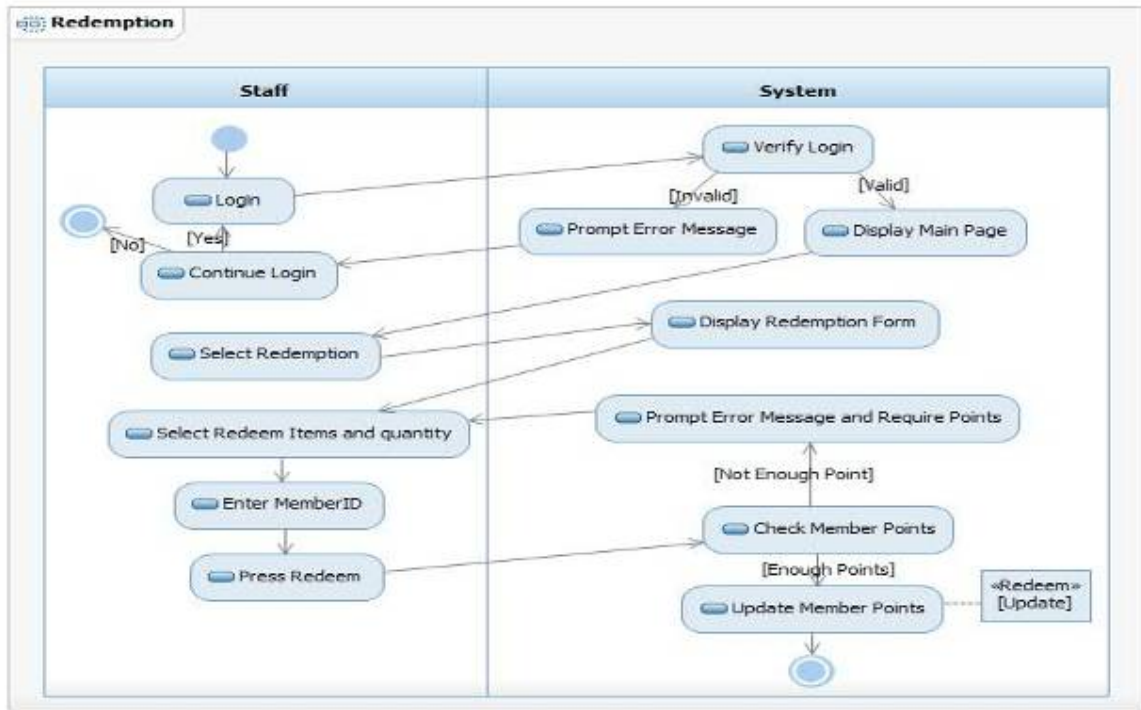 Redemption
Staff
System
Verify Login
[Invalid]
[Valid]
Login
Prompt Error Message
Display Main Page
[No]
[Yes]
Continue Login
Display Redemption Form
Select Redemption
Prompt Error Message and Require Points
Select Redeem Items and quantity
[Not Enough Point]
Enter MemberID
Check Member Points
Press Redeem
[Enough Points]
«Redeem»
[Update]
Update Member Points